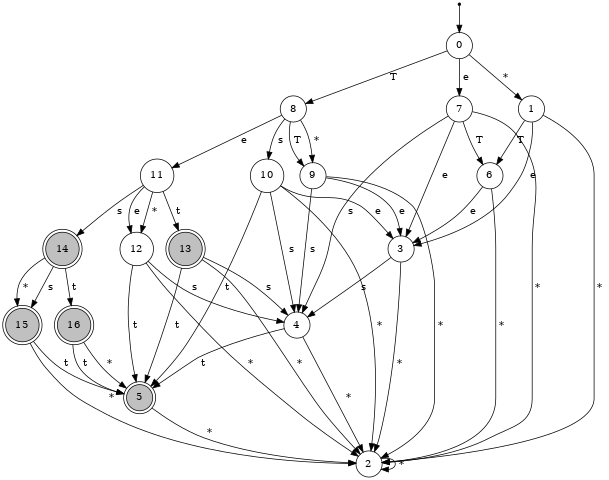 0
T e *
8 7 1
e s T * T T
11 10 9 6
s e * t s e e e e e
14 12 13 3
* s t s s s s s
15 16 4
t t * t t t * * * * * * *
5
* *
2 *